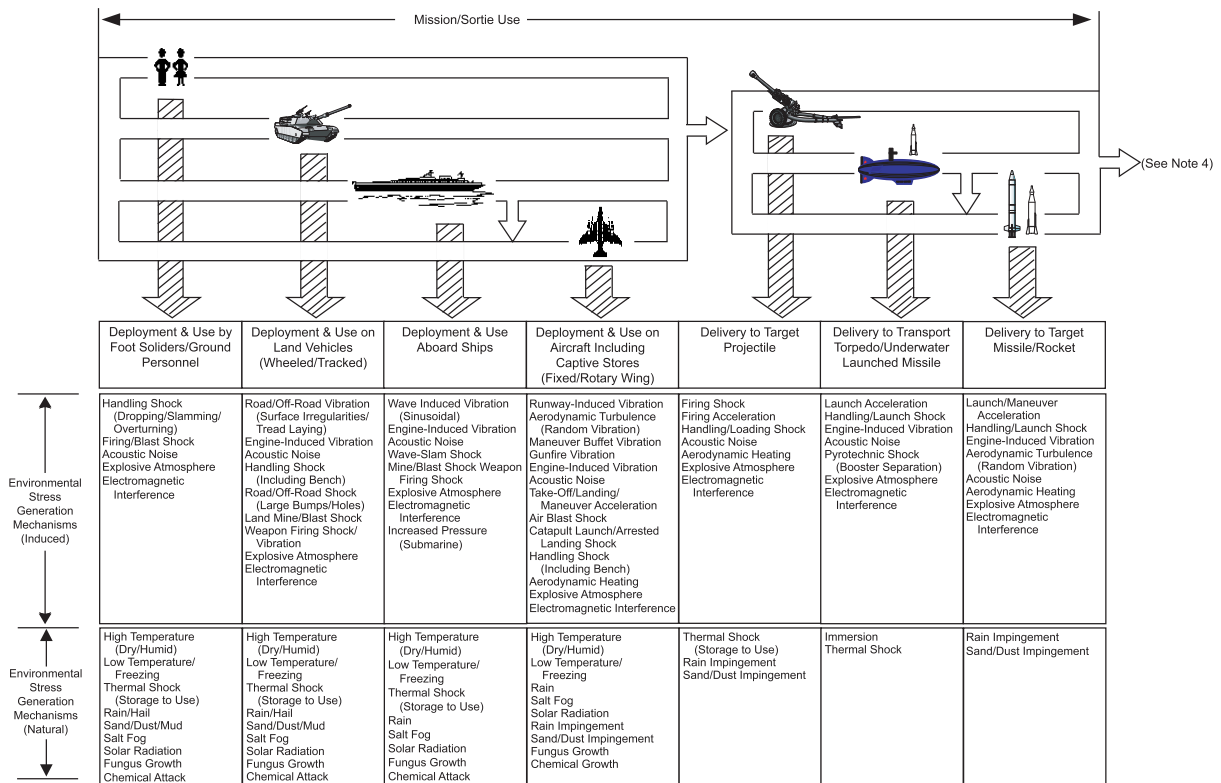 Mission/Sortie Use
(See Note 4)
Deployment & Use by
Foot Soliders/Ground
Personnel
Deployment & Use on
Land Vehicles
(Wheeled/Tracked)
Deployment & Use
Aboard Ships
Deployment & Use on
Aircraft Including
Captive Stores
(Fixed/Rotary Wing)
Delivery to Target
Projectile
Delivery to Transport
Torpedo/Underwater
Launched Missile
Delivery to Target
Missile/Rocket
Environmental
Stress
Generation
Mechanisms
(Induced)
Handling Shock
(Dropping/Slamming/
Overturning)
Firing/Blast Shock
Acoustic Noise
Explosive Atmosphere
Electromagnetic
Interference
Road/Off-Road Vibration
(Surface Irregularities/
Tread Laying)
Engine-Induced Vibration
Acoustic Noise
Handling Shock
(Including Bench)
Road/Off-Road Shock
(Large Bumps/Holes)
Land Mine/Blast Shock
Weapon Firing Shock/
Vibration
Explosive Atmosphere
Electromagnetic
Interference
Wave Induced Vibration
(Sinusoidal)
Engine-Induced Vibration
Acoustic Noise
Wave-Slam Shock
Mine/Blast Shock Weapon
Firing Shock
Explosive Atmosphere
Electromagnetic
Interference
Increased Pressure
(Submarine)
Runway-Induced Vibration
Aerodynamic Turbulence
(Random Vibration)
Maneuver Buffet Vibration
Gunfire Vibration
Engine-Induced Vibration
Acoustic Noise
Take-Off/Landing/
Maneuver Acceleration
Air Blast Shock
Catapult Launch/Arrested
Landing Shock
Handling Shock
(Including Bench)
Aerodynamic Heating
Explosive Atmosphere
Electromagnetic Interference
Firing Shock
Firing Acceleration
Handling/Loading Shock
Acoustic Noise
Aerodynamic Heating
Explosive Atmosphere
Electromagnetic
Interference
Launch Acceleration
Handling/Launch Shock
Engine-Induced Vibration
Acoustic Noise
Pyrotechnic Shock
(Booster Separation)
Explosive Atmosphere
Electromagnetic
Interference
Launch/Maneuver
Acceleration
Handling/Launch Shock
Engine-Induced Vibration
Aerodynamic Turbulence
(Random Vibration)
Acoustic Noise
Aerodynamic Heating
Explosive Atmosphere
Electromagnetic
Interference
Environmental
Stress
Generation
Mechanisms
(Natural)
High Temperature
(Dry/Humid)
Low Temperature/
Freezing
Thermal Shock
(Storage to Use)
Rain/Hail
Sand/Dust/Mud
Salt Fog
Solar Radiation
Fungus Growth
Chemical Attack
High Temperature
(Dry/Humid)
Low Temperature/
Freezing
Thermal Shock
(Storage to Use)
Rain/Hail
Sand/Dust/Mud
Salt Fog
Solar Radiation
Fungus Growth
Chemical Attack
High Temperature
(Dry/Humid)
Low Temperature/
Freezing
Thermal Shock
(Storage to Use)
Rain
Salt Fog
Solar Radiation
Fungus Growth
Chemical Attack
High Temperature
(Dry/Humid)
Low Temperature/
Freezing
Rain
Salt Fog
Solar Radiation
Rain Impingement
Sand/Dust Impingement
Fungus Growth
Chemical Growth
Thermal Shock
(Storage to Use)
Rain Impingement
Sand/Dust Impingement
Immersion
Thermal Shock
Rain Impingement
Sand/Dust Impingement